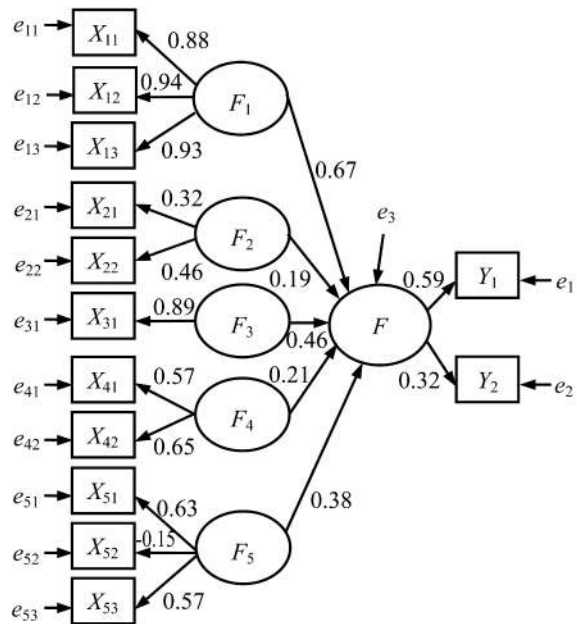 e₁₁
X₁₁
0.88
e₁₂
X₁₂
0.94
F₁
e₁₃
X₁₃
0.93
0.67
e₂₁
X₂₁
0.32
F₂
e₃
e₂₂
X₂₂
0.46
0.19
0.59
Y₁
e₁
e₃₁
X₃₁
0.89
F₃
0.46
F
e₄₁
X₄₁
0.57
0.21
0.32
Y₂
e₂
F₄
e₄₂
X₄₂
0.65
e₅₁
X₅₁
0.63
0.38
e₅₂
X₅₂
-0.15
F₅
e₅₃
X₅₃
0.57